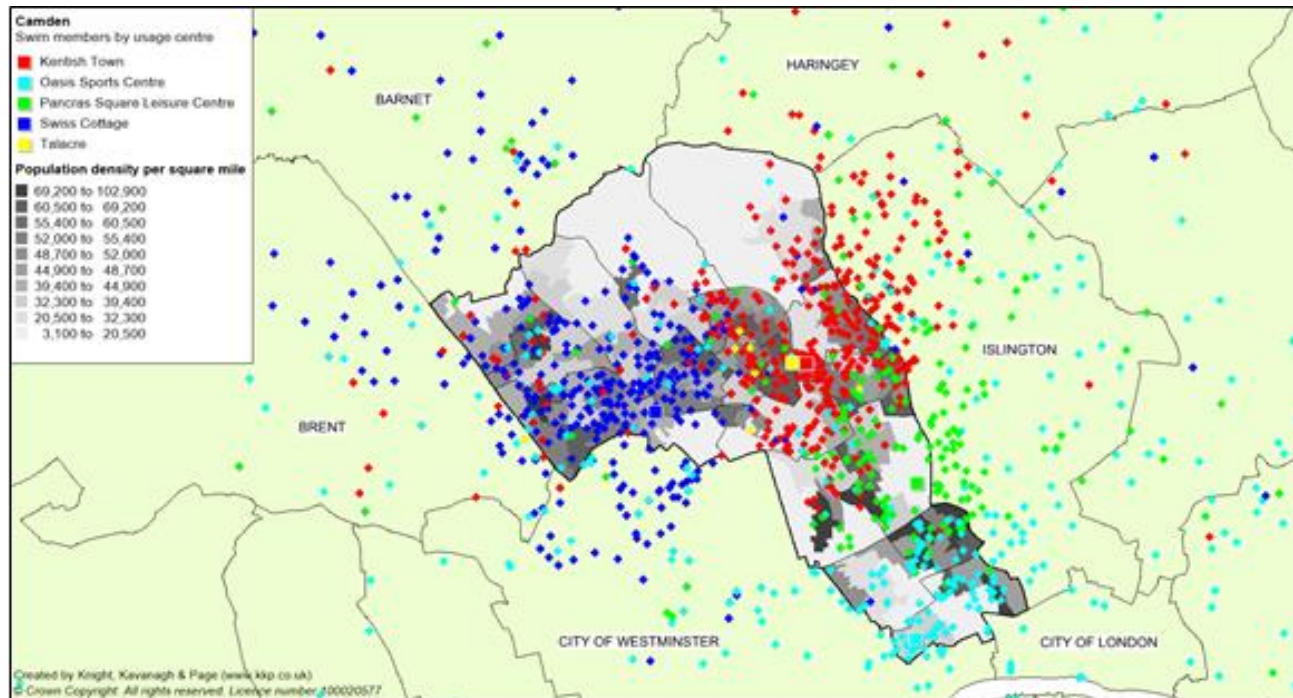 Camden
Swim members by usage centre
Kentish Town
Oasis Sports Centre
Pancras Square Leisure Centre
Swiss Cottage
Talacre
Population density per square mile
69,200 to 102,900
60,500 to 69,200
55,400 to 60,500
52,000 to 55,400
48,700 to 52,000
44,900 to 48,700
39,400 to 44,900
32,300 to 39,400
20,500 to 32,300
3,100 to 20,500
HARINGEY
BARNET
ISLINGTON
BRENT
CITY OF WESTMINSTER
CITY OF LONDON
Created by Knight, Kavanagh & Page (www.kkp.co.uk)
© Crown Copyright. All rights reserved. Licence number 100020577